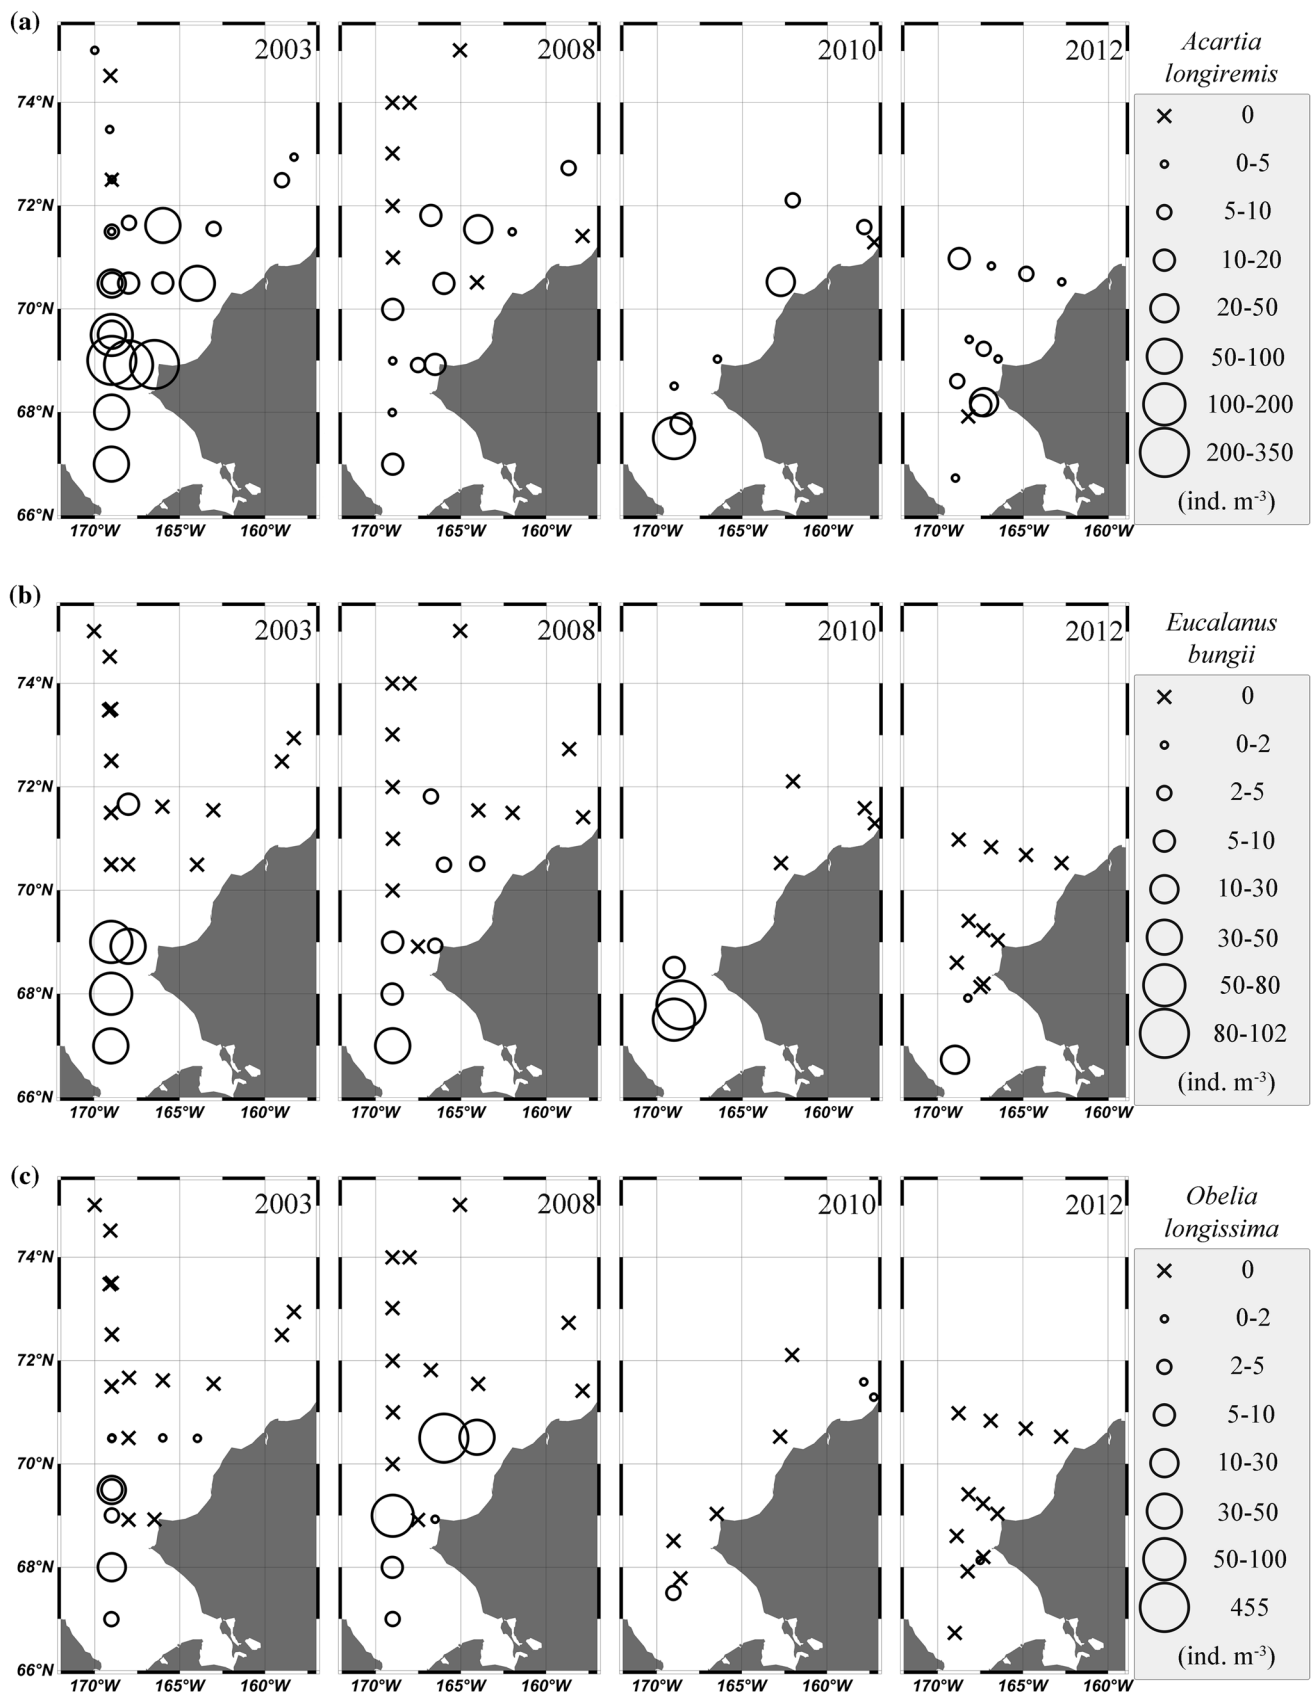 (a)
2003
2008
2010
2012
Acartia
longiremis
0
0-5
5-10
10-20
20-50
50-100
100-200
200-350
(ind. m-3)
74°N
72°N
70°N
68°N
66°N
170°W 165°W 160°W
170°W 165°W 160°W
170°W 165°W 160°W
170°W 165°W 160°W
(b)
2003
2008
2010
2012
Eucalanus
bungii
0
0-2
2-5
5-10
10-30
30-50
50-80
80-102
(ind. m-3)
74°N
72°N
70°N
68°N
66°N
170°W 165°W 160°W
170°W 165°W 160°W
170°W 165°W 160°W
170°W 165°W 160°W
(c)
2003
2008
2010
2012
Obelia
longissima
0
0-2
2-5
5-10
10-30
30-50
50-100
455
(ind. m-3)
74°N
72°N
70°N
68°N
66°N
170°W 165°W 160°W
170°W 165°W 160°W
170°W 165°W 160°W
170°W 165°W 160°W